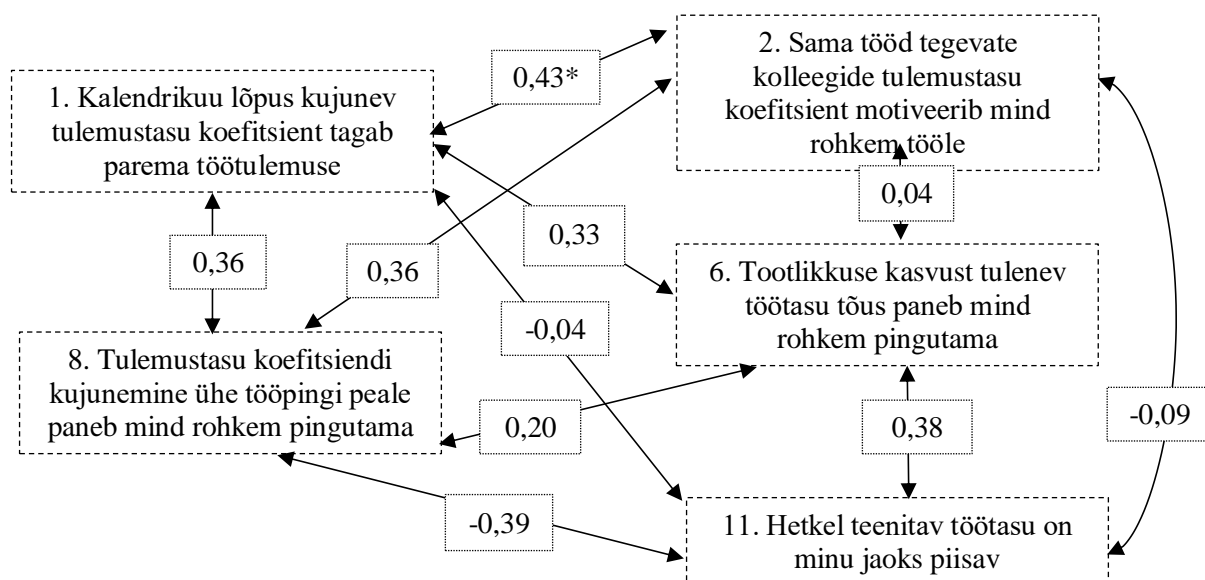 2. Sama tööd tegevate
kolleegide tulemustasu
koefitsient motiveerib mind
rohkem tööle
0,43*
1. Kalendrikuu lõpus kujunev
tulemustasu koefitsient tagab
parema töötulemuse
0,04
0,33
0,36
0,36
6. Tootlikkuse kasvust tulenev
töötasu tõus paneb mind
rohkem pingutama
-0,04
8. Tulemustasu koefitsiendi
kujunemine ühe tööpingi peale
paneb mind rohkem pingutama
0,20
0,38
-0,09
-0,39
11. Hetkel teenitav töötasu on
minu jaoks piisav